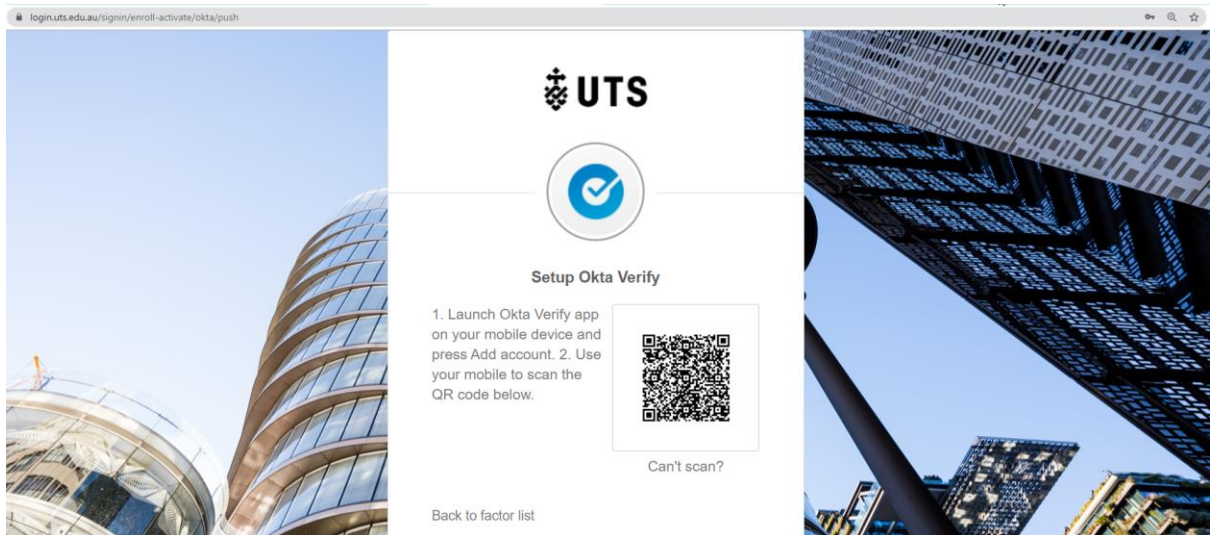 login.uts.edu.au/signin/enroll-activate/okta/push
UTS
Setup Okta Verify
1. Launch Okta Verify app
on your mobile device and
press Add account. 2. Use
your mobile to scan the
QR code below.
Can't scan?
Back to factor list